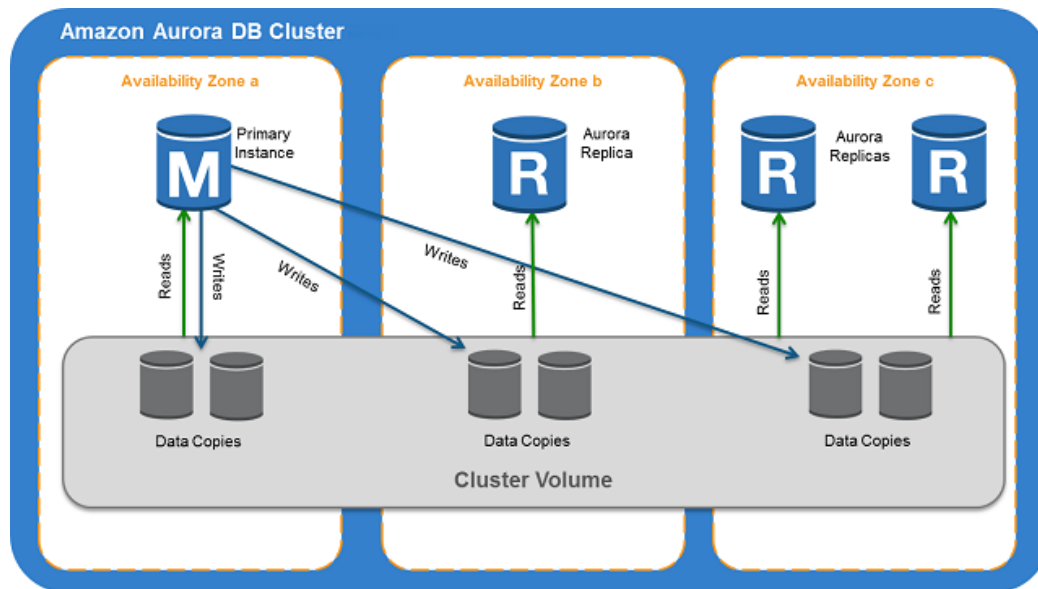 Amazon Aurora DB Cluster
Availability Zone a
Availability Zone b
Availability Zone c
M
Primary
Instance
R
Aurora
Replica
R
Aurora
Replicas
R
Reads
Writes
Writes
Reads
Writes
Reads
Reads
Data Copies
Data Copies
Data Copies
Cluster Volume